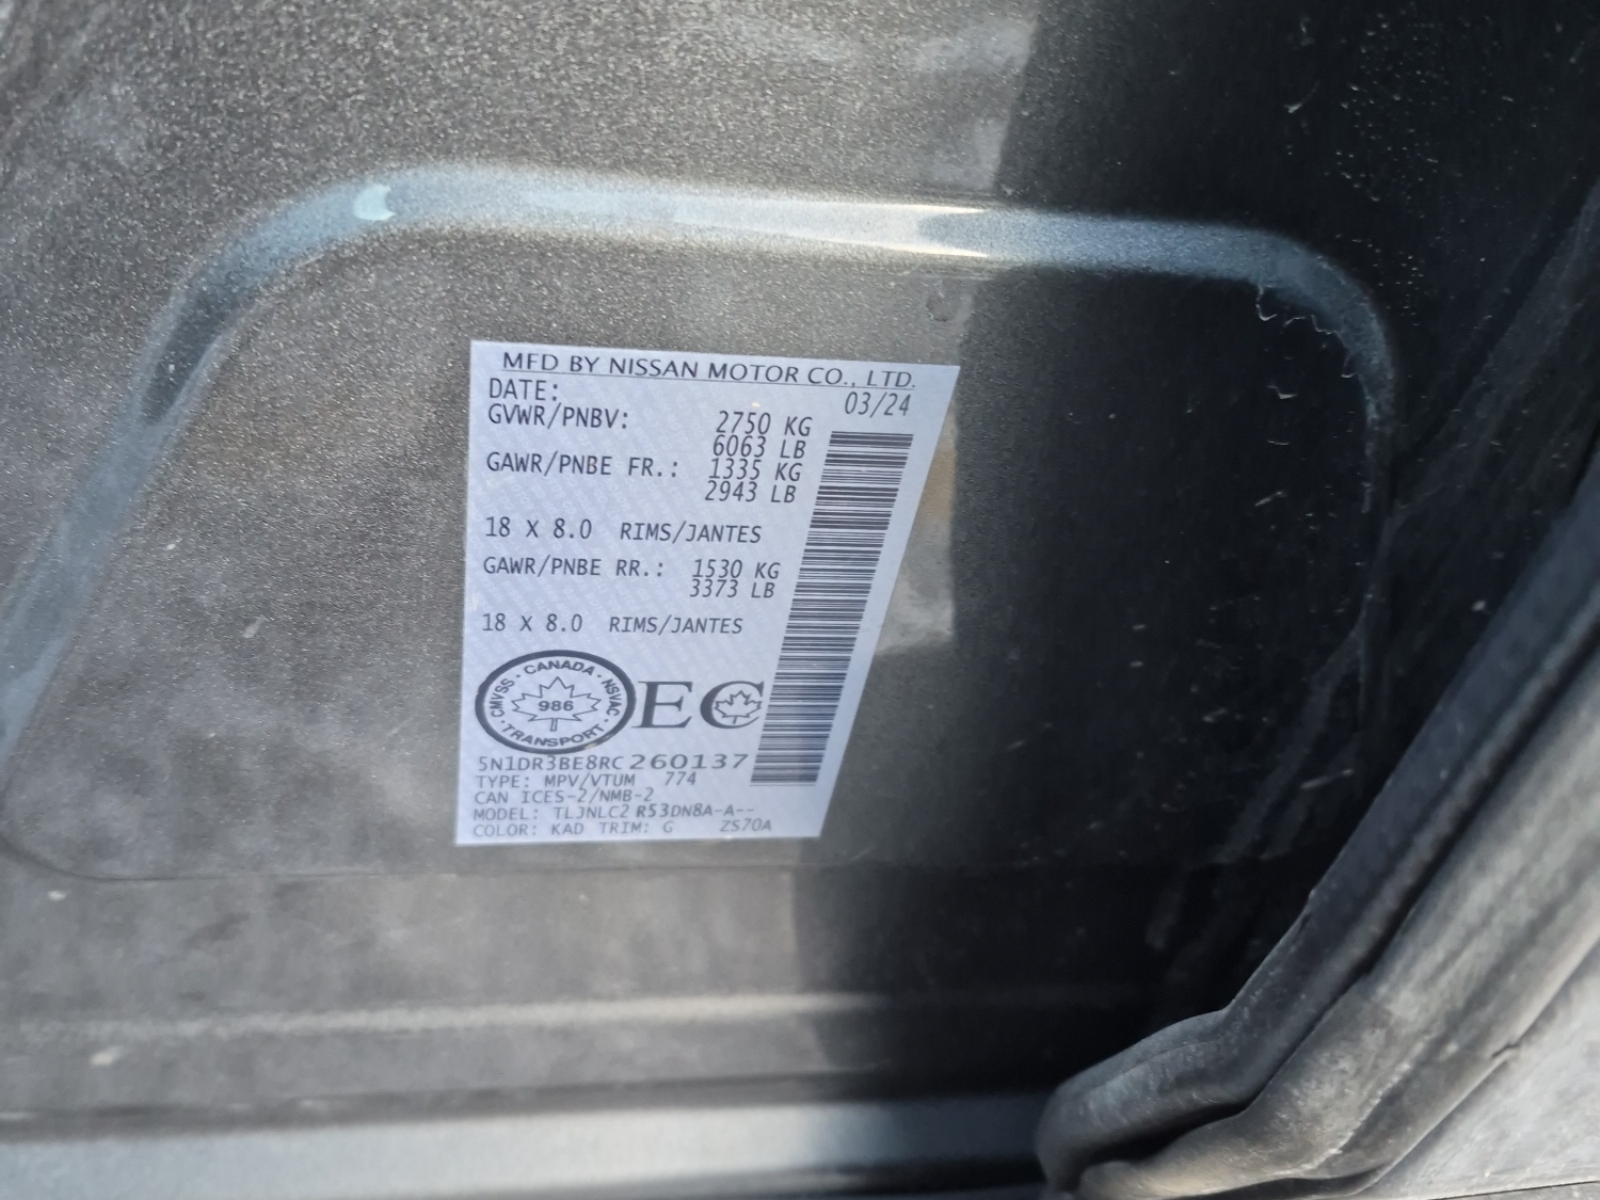 MFD BY NISSAN MOTOR CO., LTD.
DATE: 03/24
GVWR/PNBV: 2750 KG
6063 LB
GAWR/PNBE FR.: 1335 KG
2943 LB
18 X 8.0 RIMS/JANTES
GAWR/PNBE RR.: 1530 KG
3373 LB
18 X 8.0 RIMS/JANTES
CANADA · NSVAC · TRANSPORT · CMVSS ·
986
EC
5N1DR3BE8RC260137
TYPE: MPV/VTUM 774
CAN ICES-2/NMB-2
MODEL: TLJNLC2 R53DN8A-A--
COLOR: KAD TRIM: G ZS70A